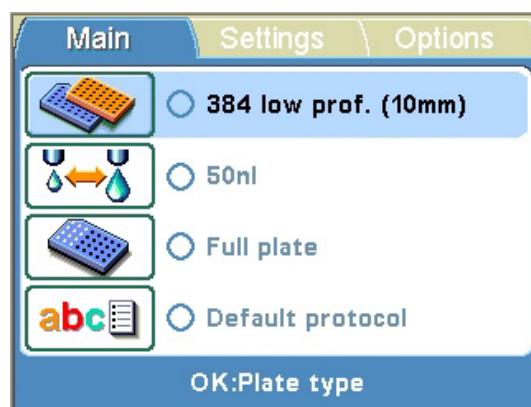 Main Settings Options
384 low prof. (10mm)
50nl
Full plate
abc Default protocol
OK:Plate type